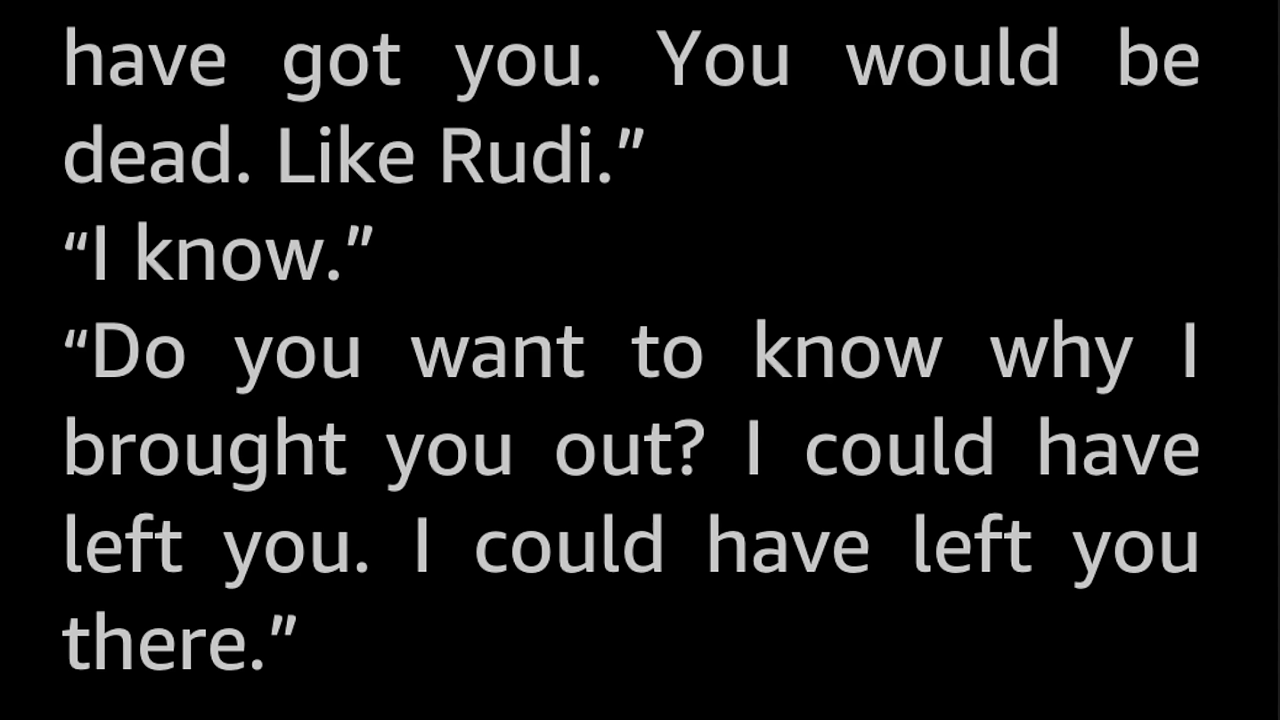 have got you. You would be
dead. Like Rudi.”
“I know.”
“Do you want to know why I
brought you out? I could have
left you. I could have left you
there.”